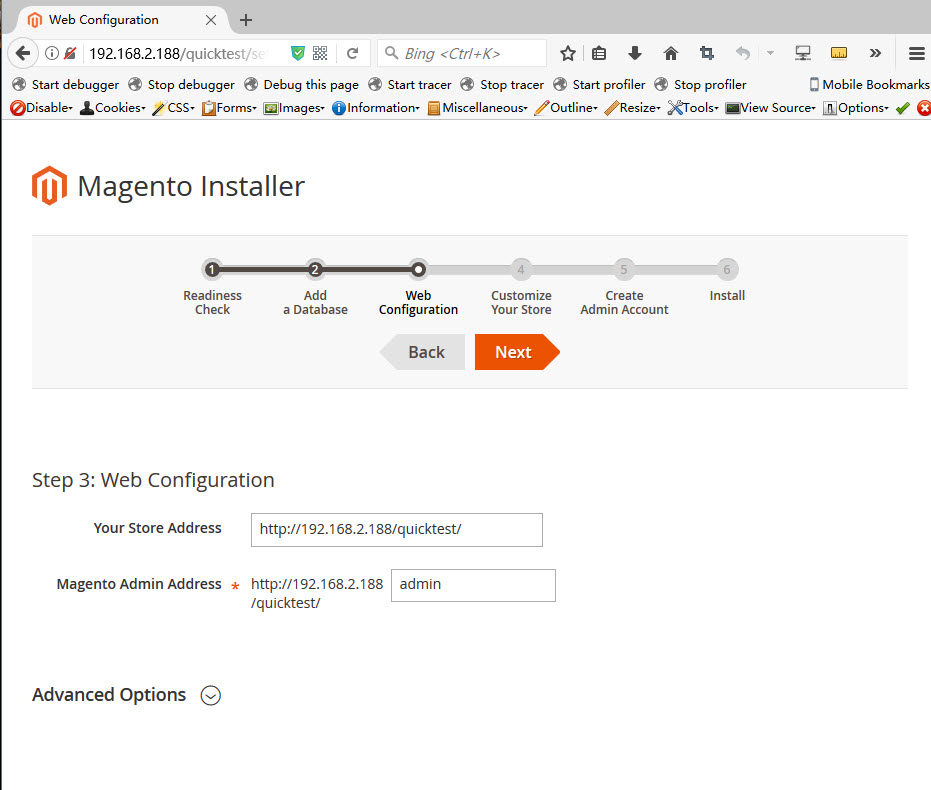 Web Configuration
192.168.2.188/quicktest/se
Bing <Ctrl+K>
Start debugger Stop debugger Debug this page Start tracer Stop tracer Start profiler Stop profiler Mobile Bookmarks
Disable Cookies CSS Forms Images Information Miscellaneous Outline Resize Tools View Source Options
Magento Installer
1 2 4 5 6
Readiness Check
Add a Database
Web Configuration
Customize Your Store
Create Admin Account
Install
Back Next
Step 3: Web Configuration
Your Store Address http://192.168.2.188/quicktest/
Magento Admin Address * http://192.168.2.188 admin
/quicktest/
Advanced Options